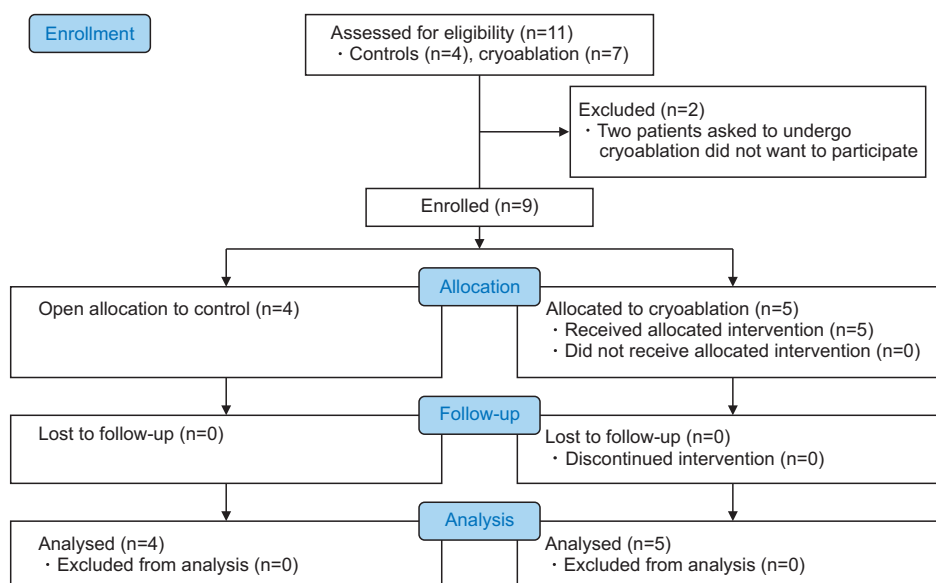 Enrollment
Assessed for eligibility (n=11)
· Controls (n=4), cryoablation (n=7)
Excluded (n=2)
· Two patients asked to undergo
cryoablation did not want to participate
Enrolled (n=9)
Allocation
Open allocation to control (n=4)
Allocated to cryoablation (n=5)
· Received allocated intervention (n=5)
· Did not receive allocated intervention (n=0)
Follow-up
Lost to follow-up (n=0)
Lost to follow-up (n=0)
· Discontinued intervention (n=0)
Analysis
Analysed (n=4)
· Excluded from analysis (n=0)
Analysed (n=5)
· Excluded from analysis (n=0)